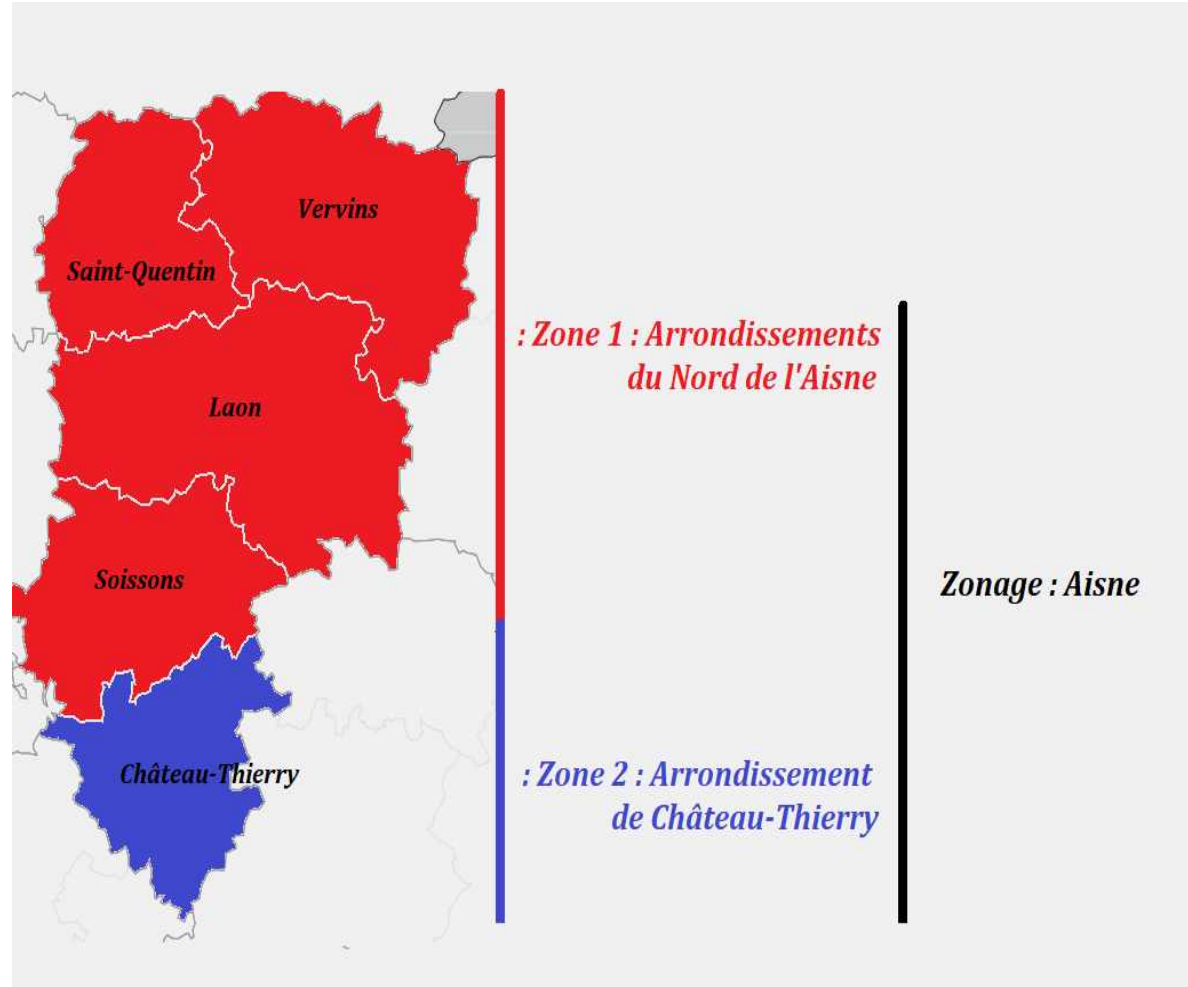 Vervins
Saint-Quentin
: Zone 1 : Arrondissements
du Nord de l'Aisne
Laon
Soissons
Zonage : Aisne
Château-Thierry
: Zone 2 : Arrondissement
de Château-Thierry